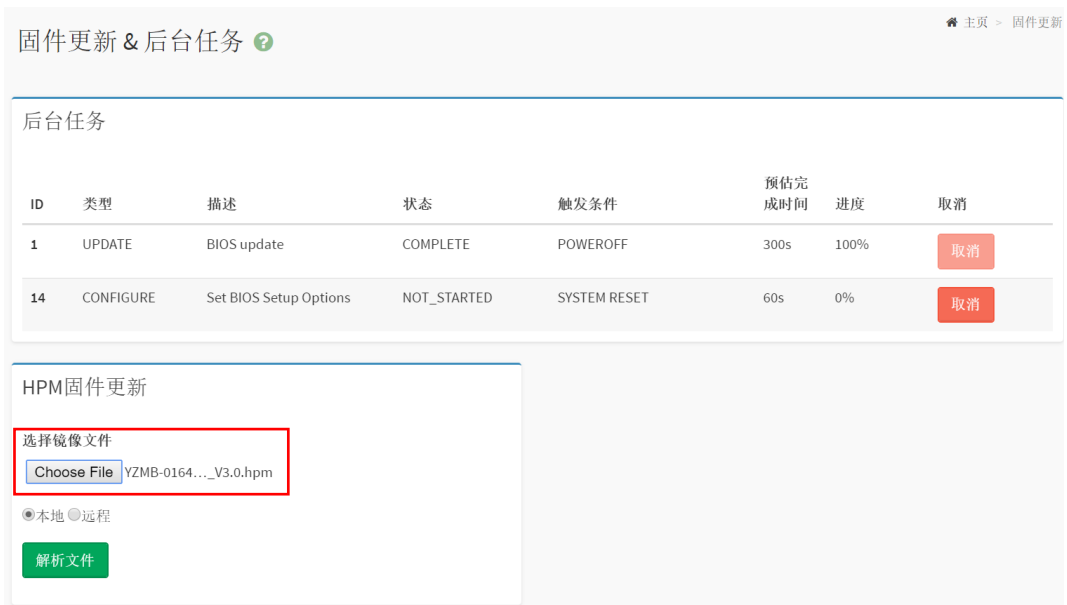 主页 > 固件更新
固件更新 & 后台任务
后台任务
ID 类型 描述 状态 触发条件 预估完成时间 进度 取消
1 UPDATE BIOS update COMPLETE POWEROFF 300s 100% 取消
14 CONFIGURE Set BIOS Setup Options NOT_STARTED SYSTEM RESET 60s 0% 取消
HPM固件更新
选择镜像文件
Choose File YZMB-0164…_V3.0.hpm
本地 远程
解析文件